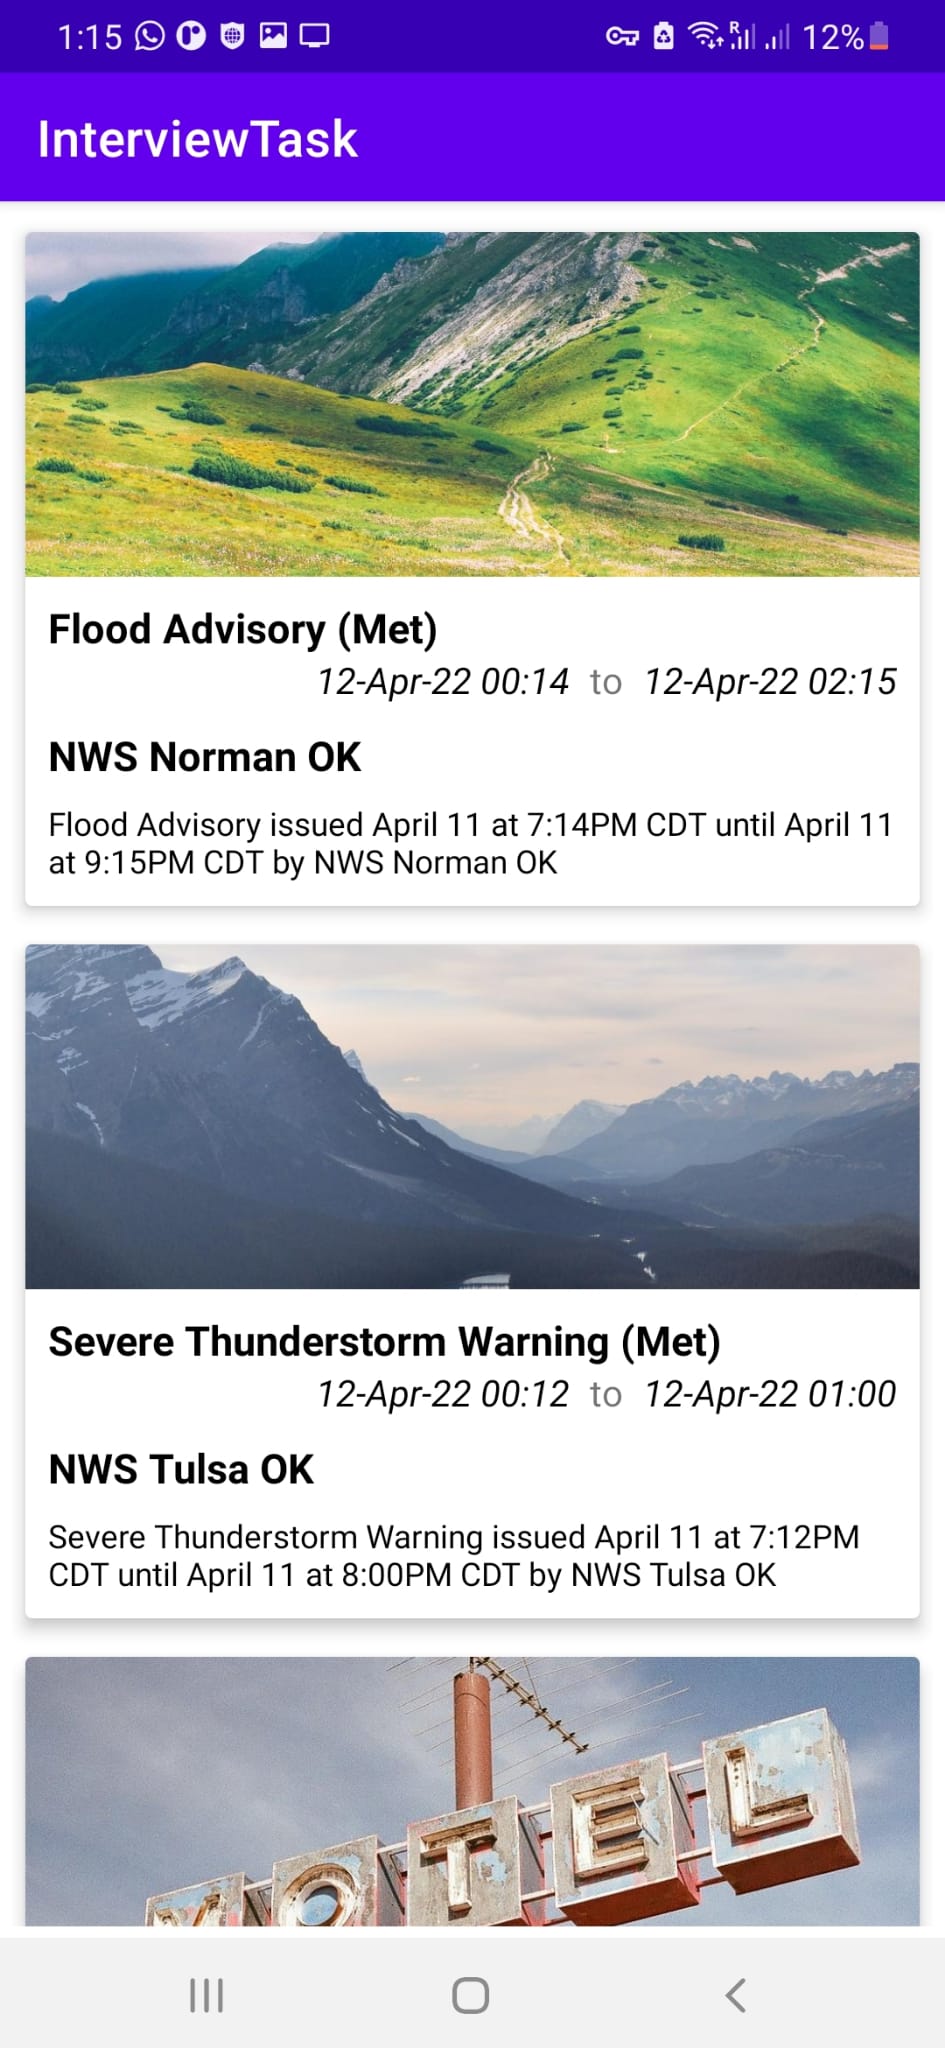 1:15
R
12%
InterviewTask
Flood Advisory (Met)
12-Apr-22 00:14 to 12-Apr-22 02:15
NWS Norman OK
Flood Advisory issued April 11 at 7:14PM CDT until April 11
at 9:15PM CDT by NWS Norman OK
Severe Thunderstorm Warning (Met)
12-Apr-22 00:12 to 12-Apr-22 01:00
NWS Tulsa OK
Severe Thunderstorm Warning issued April 11 at 7:12PM
CDT until April 11 at 8:00PM CDT by NWS Tulsa OK
MOTEL